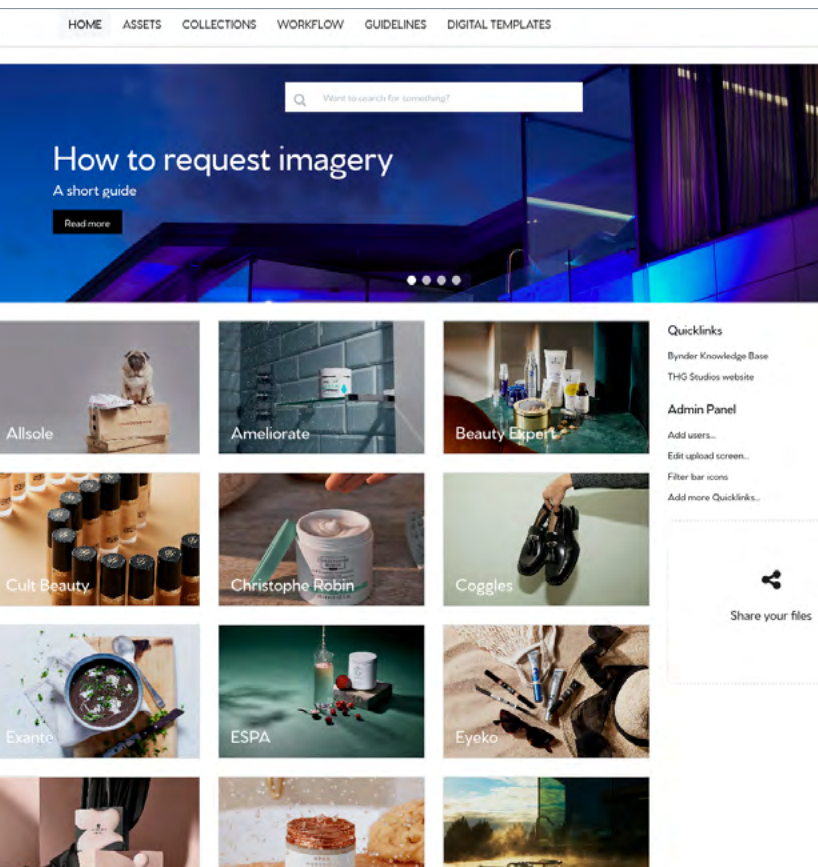 HOME ASSETS COLLECTIONS WORKFLOW GUIDELINES DIGITAL TEMPLATES
Want to search for something?
How to request imagery
A short guide
Read more
Allsole
Ameliorate
Beauty Expert
Quicklinks
Bynder Knowledge Base
THG Studios website
Admin Panel
Add users...
Edit upload screen...
Filter bar icons
Add more Quicklinks...
Cult Beauty
Christophe Robin
Coggles
Share your files
Exante
ESPA
Eyeko